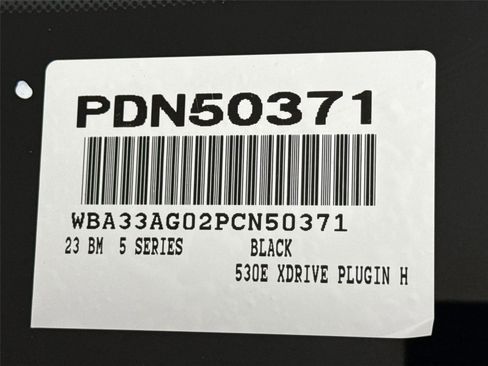 PDN50371
WBA33AG02PCN50371
23 BM 5 SERIES BLACK
530E XDRIVE PLUGIN H